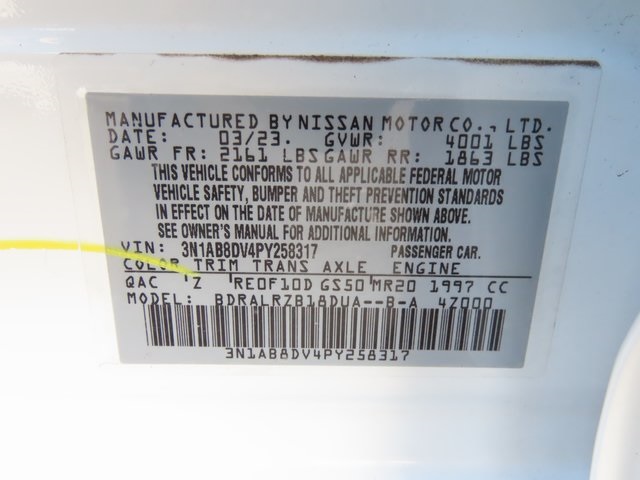 MANUFACTURED BY NISSAN MOTOR CO., LTD.
DATE: 03/23. GVWR: 4001 LBS
GAWR FR: 2161 LBS GAWR RR: 1863 LBS
THIS VEHICLE CONFORMS TO ALL APPLICABLE FEDERAL MOTOR
VEHICLE SAFETY, BUMPER AND THEFT PREVENTION STANDARDS
IN EFFECT ON THE DATE OF MANUFACTURE SHOWN ABOVE.
SEE OWNER'S MANUAL FOR ADDITIONAL INFORMATION.
VIN: 3N1AB8DV4PY258317 PASSENGER CAR.
COLOR TRIM TRANS AXLE ENGINE
QAC Z RE0F10D GS50 MR20 1997 CC
MODEL: BDRALRZB18DUA--B-A 4Z000
3N1AB8DV4PY258317